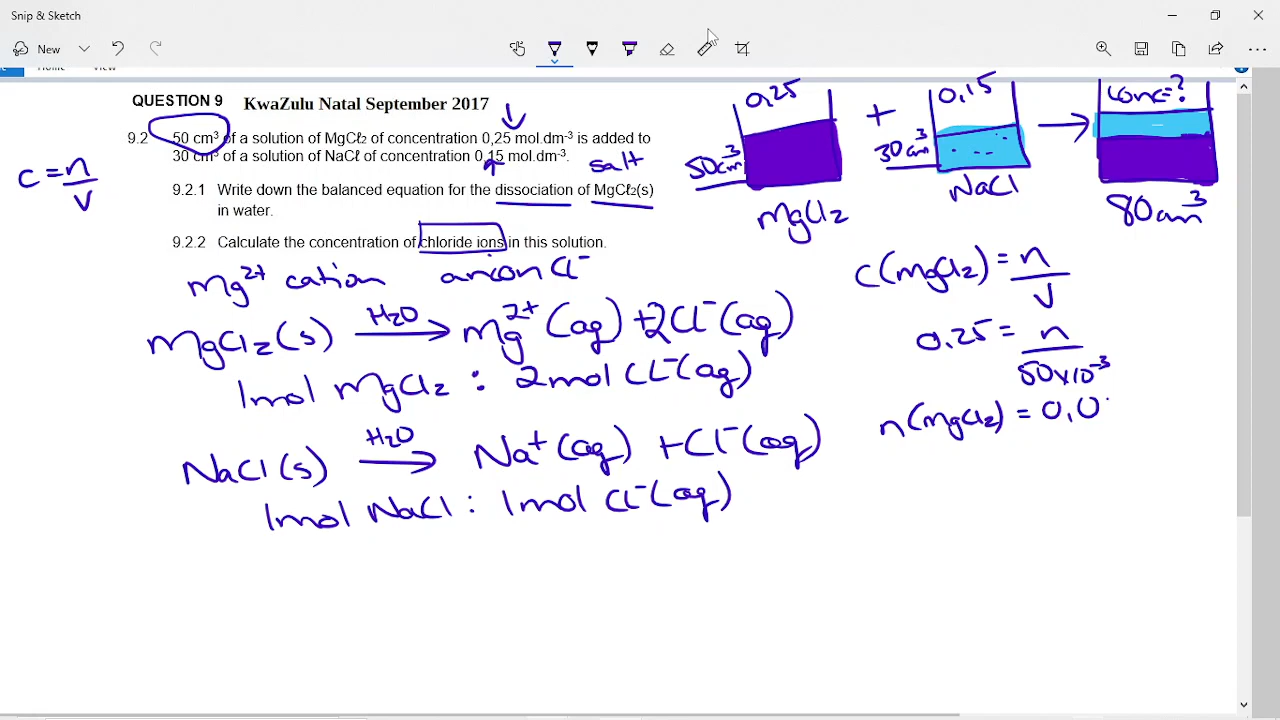 Snip & Sketch
New
Home View
QUESTION 9 KwaZulu Natal September 2017
9.2 50 cm³ of a solution of MgCℓ2 of concentration 0,25 mol.dm-³ is added to
30 cm³ of a solution of NaCℓ of concentration 0,15 mol.dm-³.
salt
9.2.1 Write down the balanced equation for the dissociation of MgCℓ2(s)
in water.
9.2.2 Calculate the concentration of chloride ions in this solution.
c = n/v
Mg²⁺ cation anion Cl⁻
MgCl₂(s) H₂O → Mg²⁺(aq) + 2Cl⁻(aq)
1mol MgCl₂ : 2mol Cl⁻(aq)
NaCl(s) H₂O → Na⁺(aq) + Cl⁻(aq)
1mol NaCl : 1mol Cl⁻(aq)
0,25 + 0,15 → conc=?
50cm³ 30cm³
MgCl₂ NaCl 80cm³
c(MgCl₂) = n/v
0.25 = n/50×10⁻³
n(MgCl₂) = 0,0